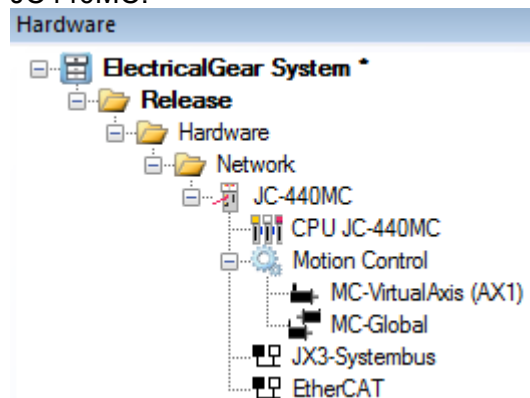 Hardware
ElectricalGear System *
Release
Hardware
Network
JC-440MC
CPU JC-440MC
Motion Control
MC-VirtualAxis (AX1)
MC-Global
JX3-Systembus
EtherCAT